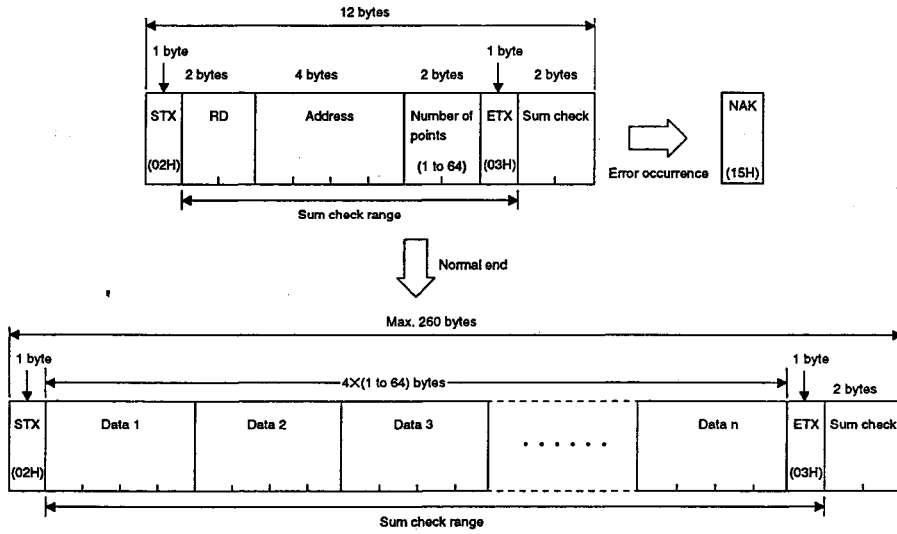 12 bytes
1 byte
1 byte
2 bytes
4 bytes
2 bytes
2 bytes
STX
RD
Address
Number of
points
ETX
Sum check
(02H)
(1 to 64)
(03H)
Error occurrence
NAK
(15H)
Sum check range
Normal end
Max. 260 bytes
1 byte
4X(1 to 64) bytes
1 byte
2 bytes
STX
Data 1
Data 2
Data 3
· · · · · ·
Data n
ETX
Sum check
(02H)
(03H)
Sum check range